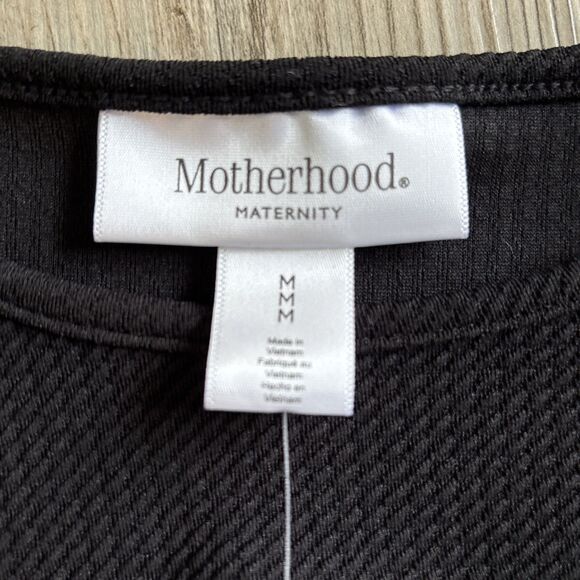 Motherhood®
MATERNITY
M
M
M
Made in
Vietnam
Fabriqué au
Vietnam
Hecho en
Vietnam